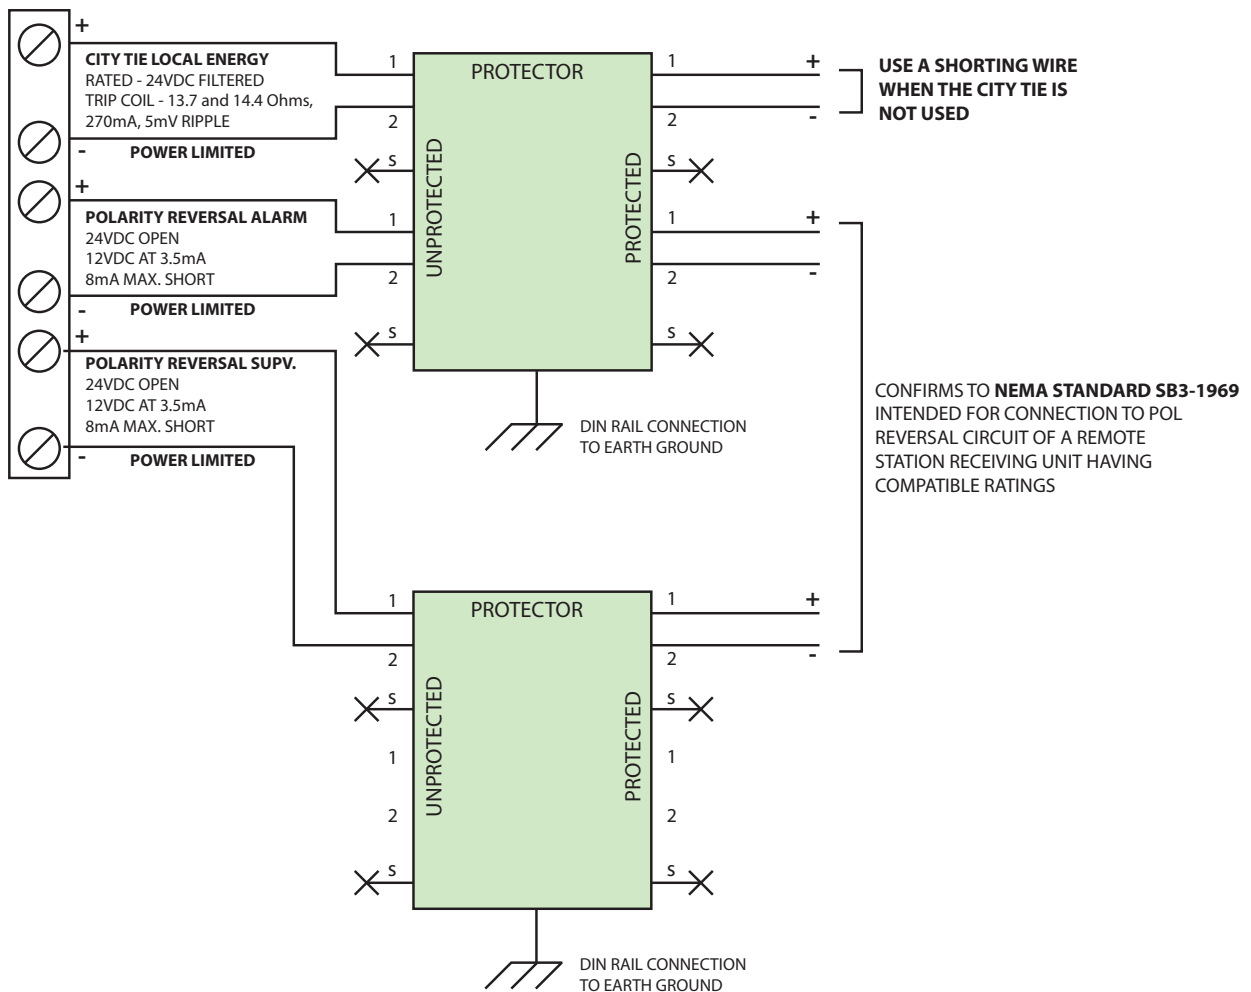 +
CITY TIE LOCAL ENERGY
RATED - 24VDC FILTERED
TRIP COIL - 13.7 and 14.4 Ohms,
270mA, 5mV RIPPLE
-
POWER LIMITED
+
POLARITY REVERSAL ALARM
24VDC OPEN
12VDC AT 3.5mA
8mA MAX. SHORT
-
POWER LIMITED
+
POLARITY REVERSAL SUPV.
24VDC OPEN
12VDC AT 3.5mA
8mA MAX. SHORT
-
POWER LIMITED
1
2
S
1
2
S
PROTECTOR
UNPROTECTED
PROTECTED
1
2
S
1
2
S
+
-
+
-
USE A SHORTING WIRE
WHEN THE CITY TIE IS
NOT USED
DIN RAIL CONNECTION
TO EARTH GROUND
CONFIRMS TO NEMA STANDARD SB3-1969
INTENDED FOR CONNECTION TO POL
REVERSAL CIRCUIT OF A REMOTE
STATION RECEIVING UNIT HAVING
COMPATIBLE RATINGS
1
2
S
1
2
S
PROTECTOR
UNPROTECTED
PROTECTED
1
2
S
1
2
S
+
-
DIN RAIL CONNECTION
TO EARTH GROUND